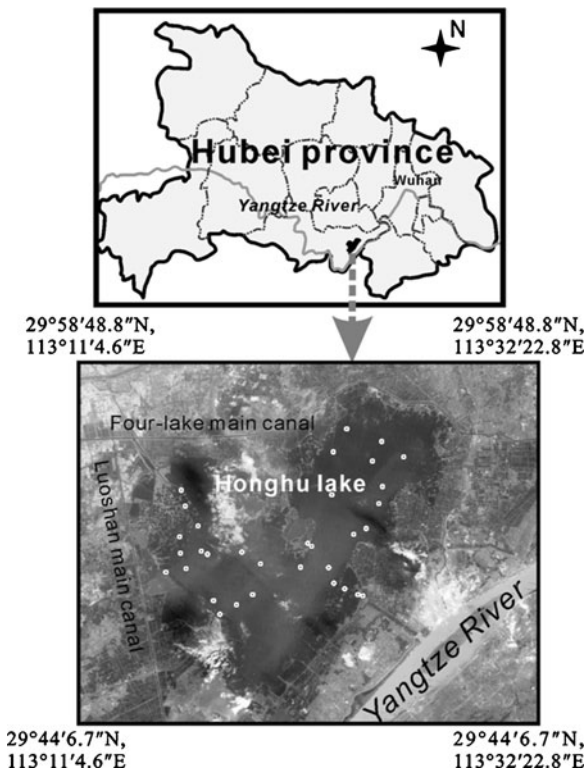 N
Hubei province
Wuhan
Yangtze River
29°58′48.8″N,
113°11′4.6″E
29°58′48.8″N,
113°32′22.8″E
Four-lake main canal
Luoshan main canal
Honghu lake
Yangtze River
29°44′6.7″N,
113°11′4.6″E
29°44′6.7″N,
113°32′22.8″E